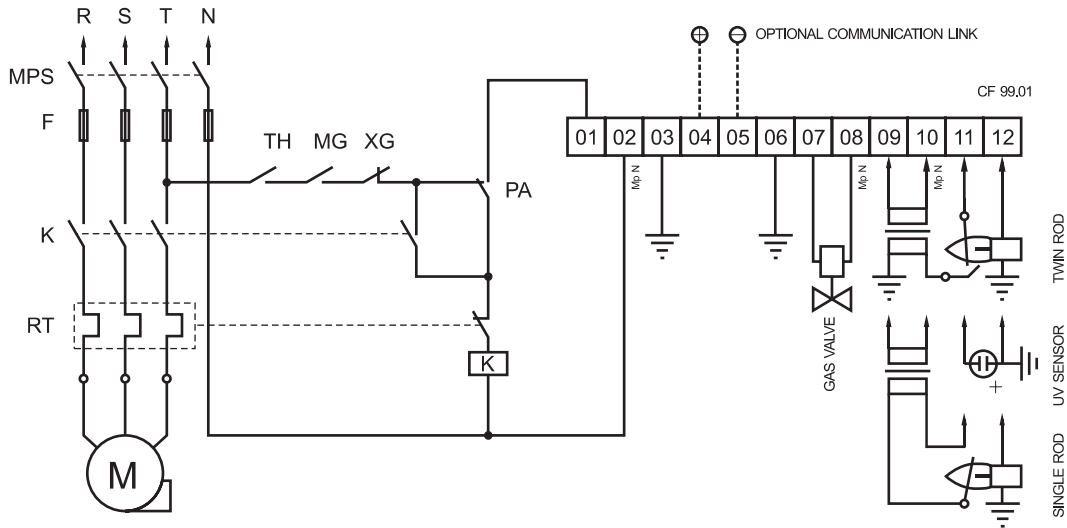 R S T N
MPS
OPTIONAL COMMUNICATION LINK
CF 99.01
F
TH MG XG
01 02 03 04 05 06 07 08 09 10 11 12
Mp N
Mp N
Mp N
PA
K
TWIN ROD
RT
GAS VALVE
K
UV SENSOR
+
M
SINGLE ROD